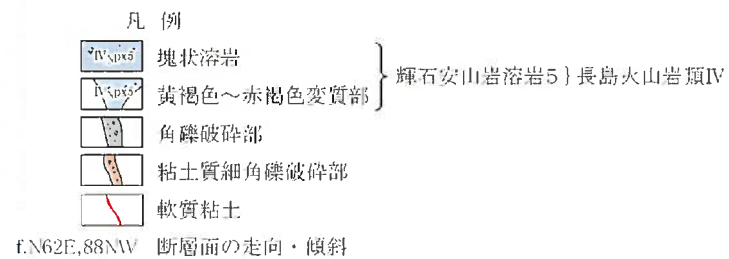 凡 例
IVNpx5 塊状溶岩
IVNpx5 黄褐色～赤褐色変質部
輝石安山岩溶岩5 } 長島火山岩類IV
角礫破砕部
粘土質細角礫破砕部
軟質粘土
f.N62E,88NW 断層面の走向・傾斜